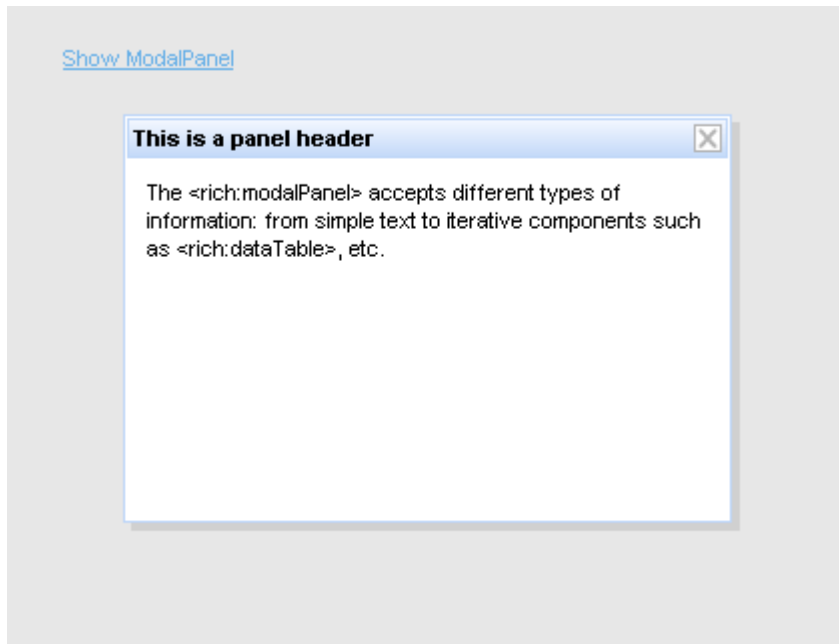 Show ModalPanel
This is a panel header
The <rich:modalPanel> accepts different types of
information: from simple text to iterative components such
as <rich:dataTable>, etc.